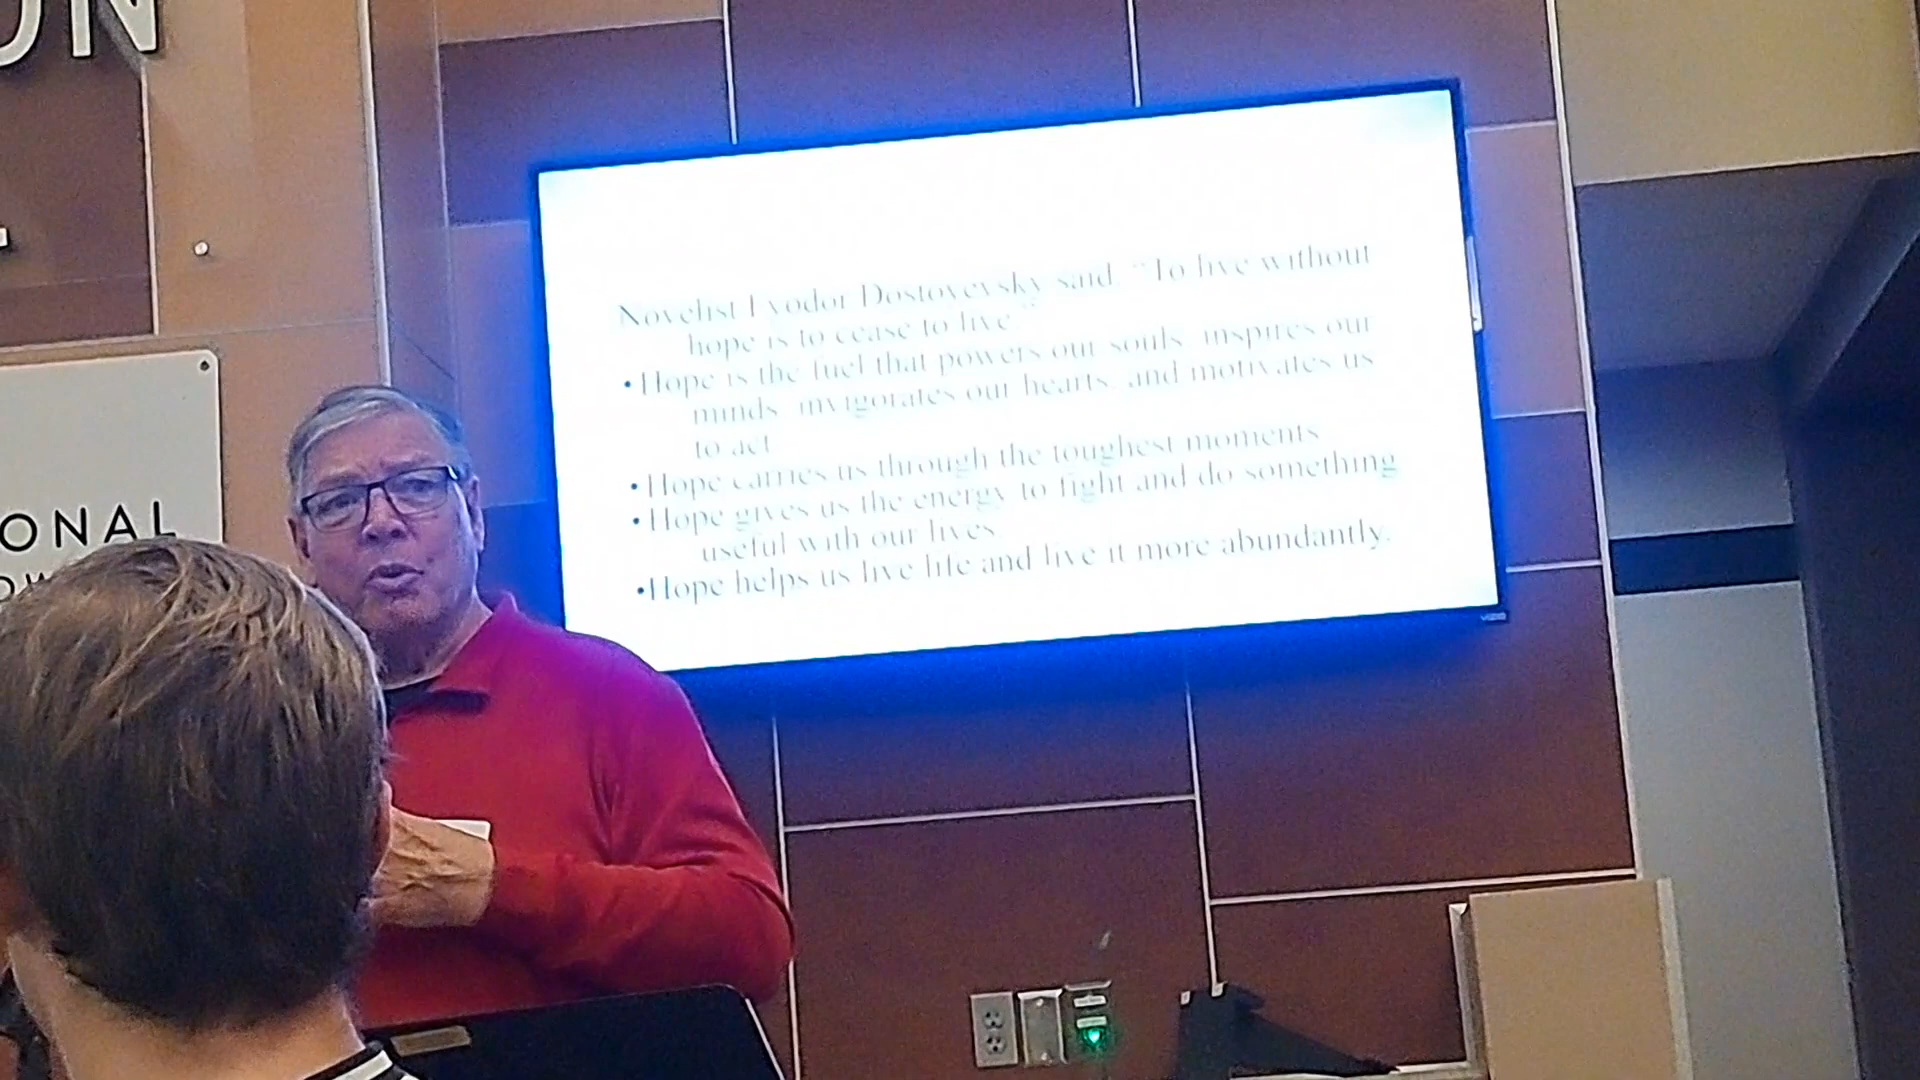 ON
ONAL
Novelist Fyodor Dostoyevsky said, "To live without
hope is to cease to live"
•Hope is the fuel that powers our souls, inspires our
minds, invigorates our hearts, and motivates us
to act
•Hope carries us through the toughest moments
•Hope gives us the energy to fight and do something
useful with our lives
•Hope helps us live life and live it more abundantly.
VIZIO